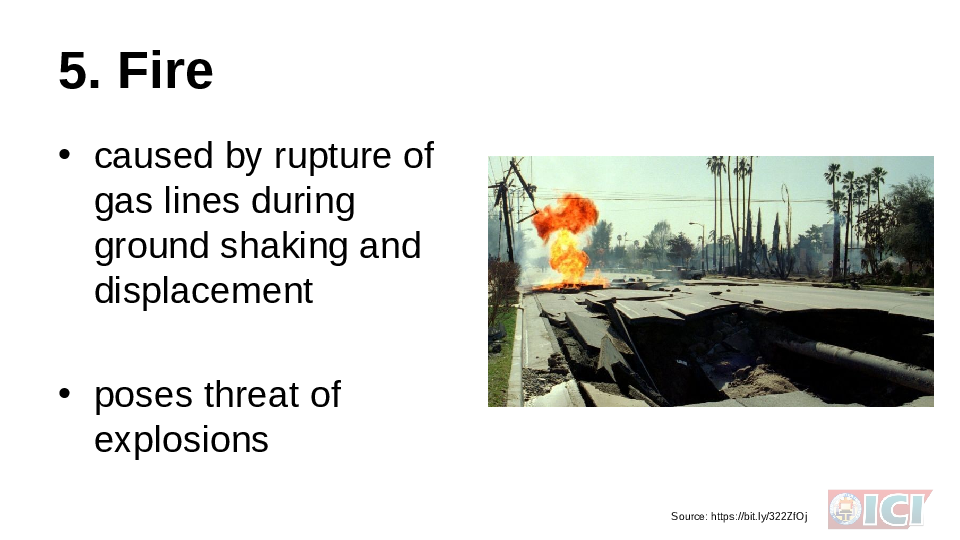 5. Fire
• caused by rupture of
gas lines during
ground shaking and
displacement
• poses threat of
explosions
Source: https://bit.ly/322ZfOj
ICI